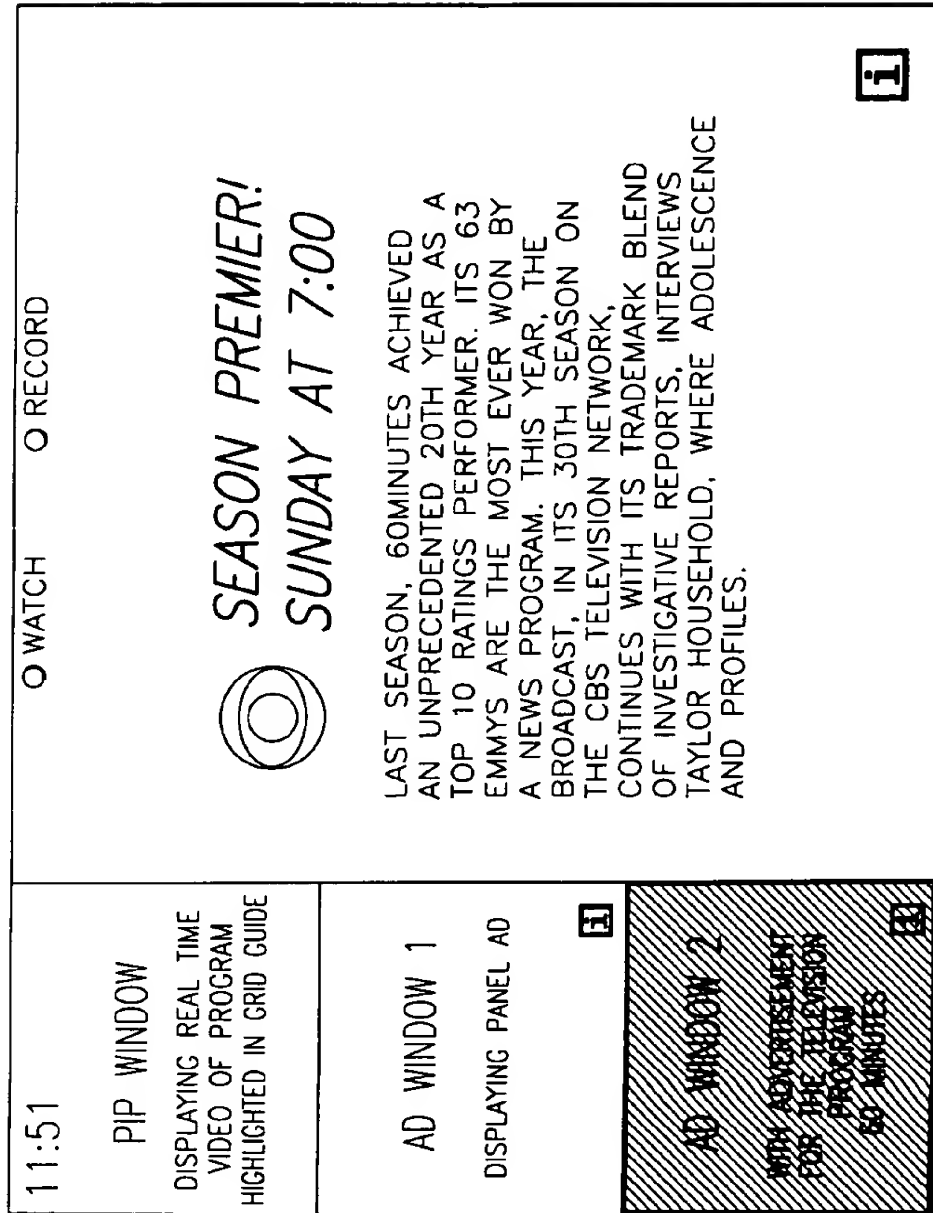 11:51
PIP WINDOW
DISPLAYING REAL TIME
VIDEO OF PROGRAM
HIGHLIGHTED IN GRID GUIDE
AD WINDOW 1
DISPLAYING PANEL AD
i
AD WINDOW 2
WITH ADVERTISEMENT
FOR THE TELEVISION
PROGRAM
60 MINUTES
i
WATCH
RECORD
SEASON PREMIER!
SUNDAY AT 7:00
LAST SEASON, 60MINUTES ACHIEVED
AN UNPRECEDENTED 20TH YEAR AS A
TOP 10 RATINGS PERFORMER. ITS 63
EMMYS ARE THE MOST EVER WON BY
A NEWS PROGRAM. THIS YEAR, THE
BROADCAST, IN ITS 30TH SEASON ON
THE CBS TELEVISION NETWORK,
CONTINUES WITH ITS TRADEMARK BLEND
OF INVESTIGATIVE REPORTS, INTERVIEWS
TAYLOR HOUSEHOLD, WHERE ADOLESCENCE
AND PROFILES.
i